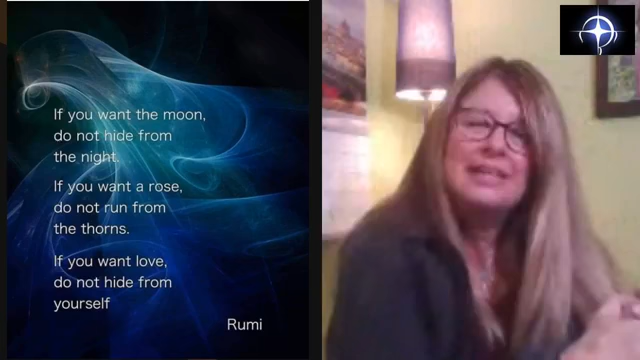 If you want the moon,
do not hide from
the night.
If you want a rose,
do not run from
the thorns.
If you want love,
do not hide from
yourself
Rumi